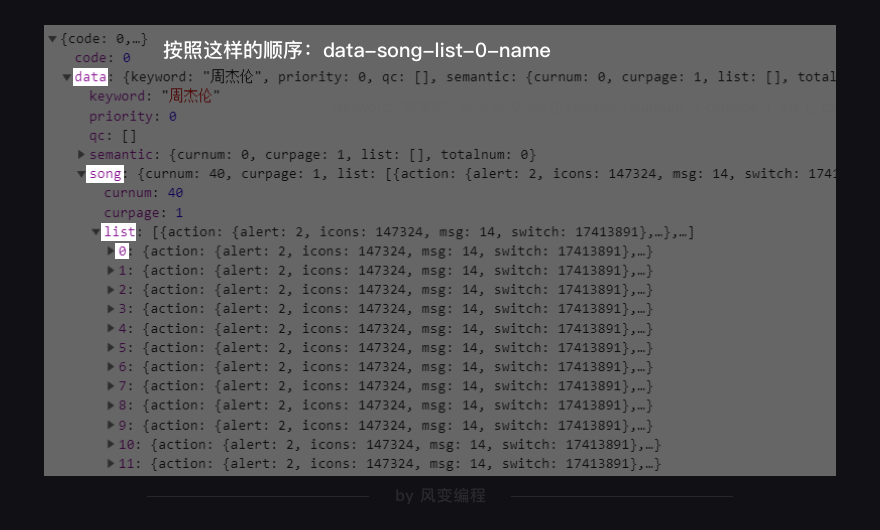 {code: 0,…}
按照这样的顺序：data-song-list-0-name
code: 0
data: {keyword: "周杰伦", priority: 0, qc: [], semantic: {curnum: 0, curpage: 1, list: [], total
keyword: "周杰伦"
priority: 0
qc: []
semantic: {curnum: 0, curpage: 1, list: [], totalnum: 0}
song: {curnum: 40, curpage: 1, list: [{action: {alert: 2, icons: 147324, msg: 14, switch: 1741
curnum: 40
curpage: 1
list: [{action: {alert: 2, icons: 147324, msg: 14, switch: 17413891},…},…]
0: {action: {alert: 2, icons: 147324, msg: 14, switch: 17413891},…}
1: {action: {alert: 2, icons: 147324, msg: 14, switch: 17413891},…}
2: {action: {alert: 2, icons: 147324, msg: 14, switch: 17413891},…}
3: {action: {alert: 2, icons: 147324, msg: 14, switch: 17413891},…}
4: {action: {alert: 2, icons: 147324, msg: 14, switch: 17413891},…}
5: {action: {alert: 2, icons: 147324, msg: 14, switch: 17413891},…}
6: {action: {alert: 2, icons: 147324, msg: 14, switch: 17413891},…}
7: {action: {alert: 2, icons: 147324, msg: 14, switch: 17413891},…}
8: {action: {alert: 2, icons: 147324, msg: 14, switch: 17413891},…}
9: {action: {alert: 2, icons: 147324, msg: 14, switch: 17413891},…}
10: {action: {alert: 2, icons: 147324, msg: 14, switch: 17413891},…}
11: {action: {alert: 2, icons: 147324, msg: 14, switch: 17413891},…}
by 风变编程